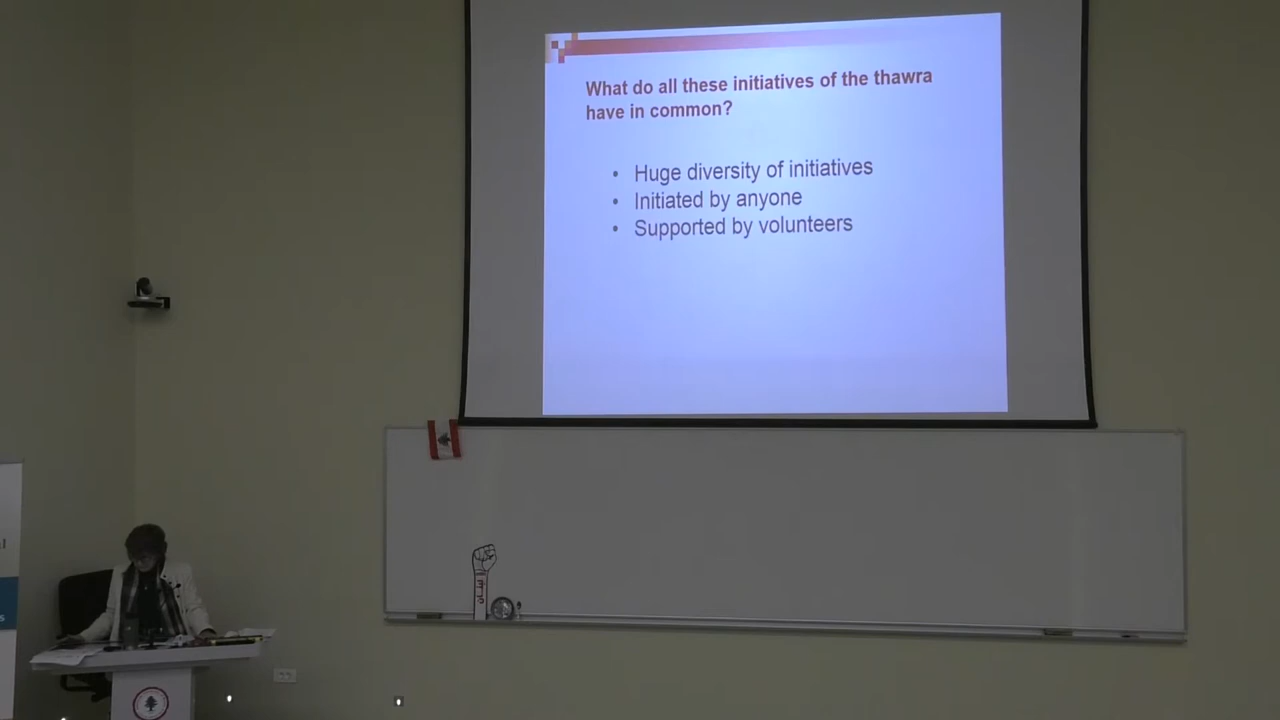 What do all these initiatives of the thawra
have in common?
• Huge diversity of initiatives
• Initiated by anyone
• Supported by volunteers